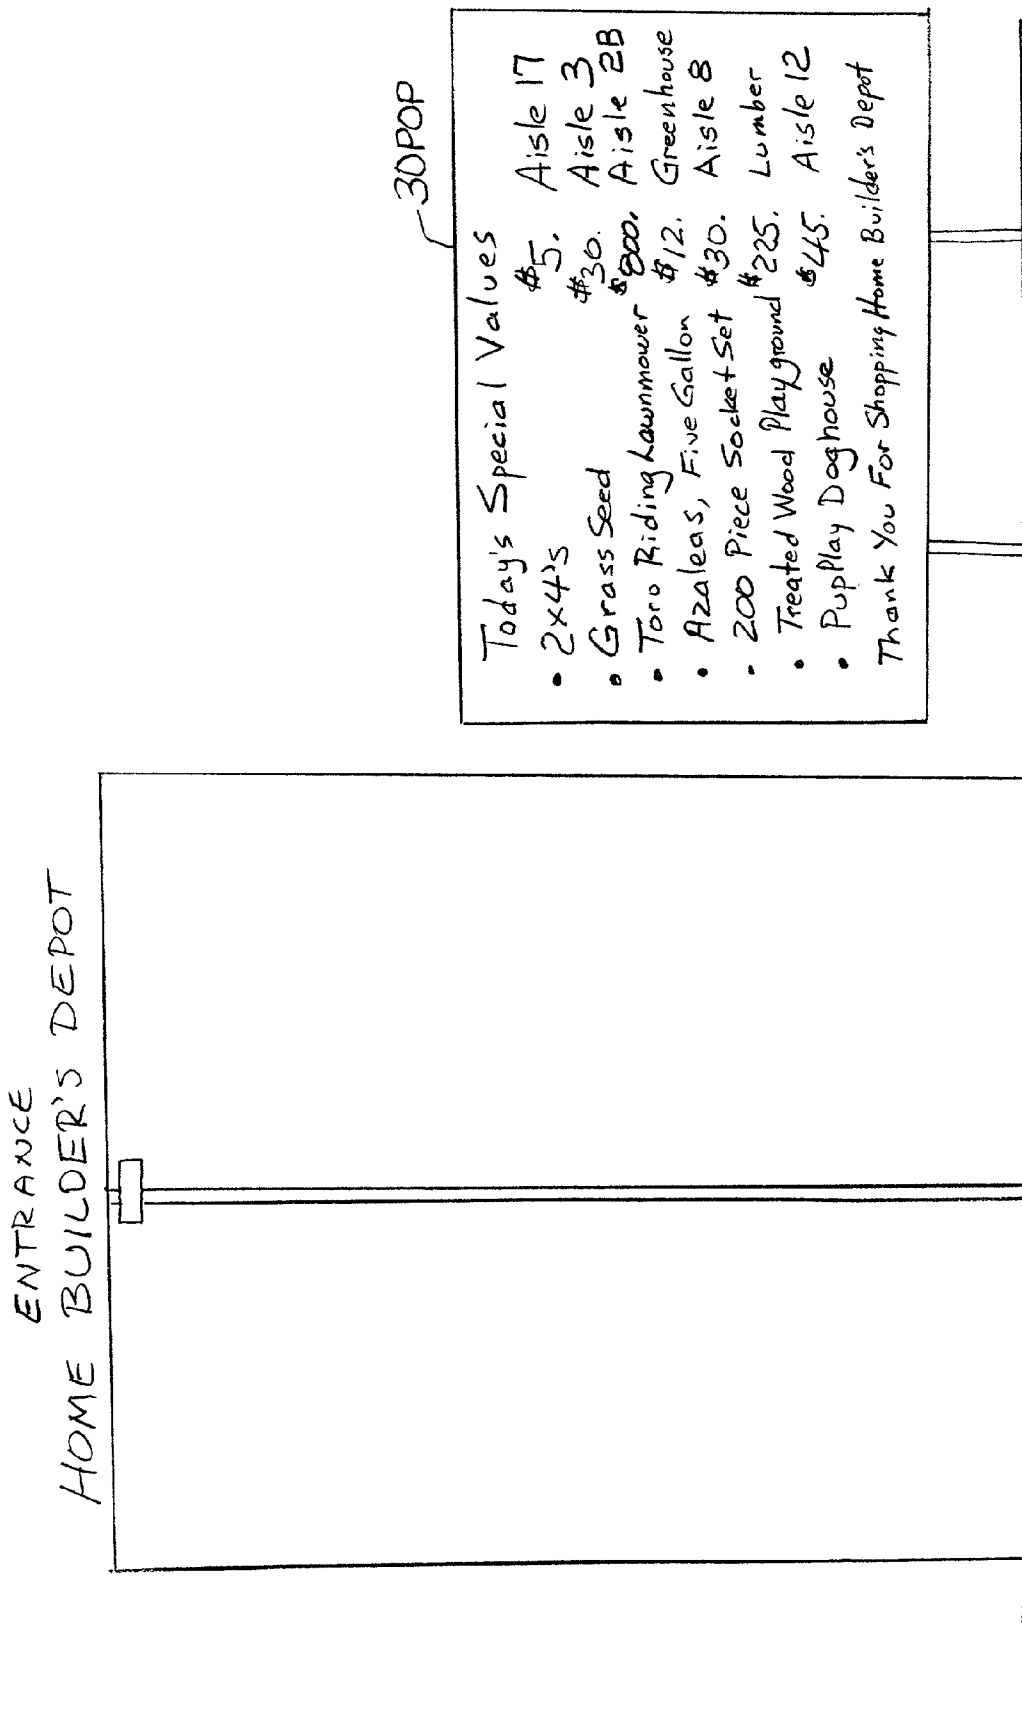 ENTRANCE
HOME BUILDER'S DEPOT
30POP
Today's Special Values
• 2x4's $5. Aisle 17
• Grass Seed $30. Aisle 3
• Toro Riding Lawnmower $800. Aisle 2B
• Azaleas, Five Gallon $12. Greenhouse
• 200 Piece Socket Set $30. Aisle 8
• Treated Wood Playground $225. Lumber
• PupPlay Doghouse $45. Aisle 12
Thank You For Shopping Home Builder's Depot